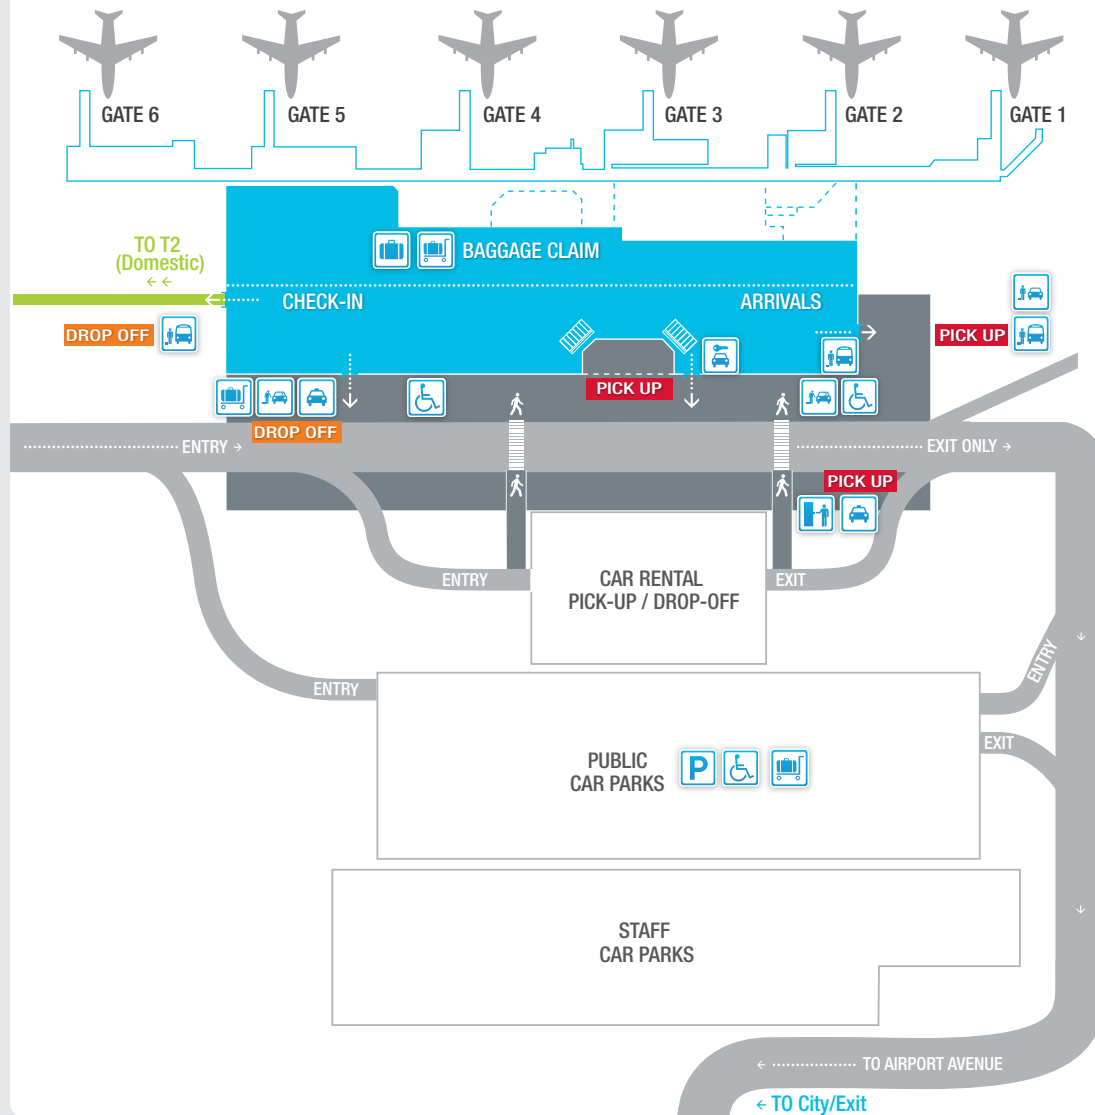 GATE 6
GATE 5
GATE 4
GATE 3
GATE 2
GATE 1
TO T2
(Domestic)
← ←
BAGGAGE CLAIM
CHECK-IN
ARRIVALS
DROP OFF
PICK UP
PICK UP
DROP OFF
ENTRY →
EXIT ONLY →
PICK UP
ENTRY
CAR RENTAL
PICK-UP / DROP-OFF
EXIT
ENTRY
ENTRY
EXIT
PUBLIC
CAR PARKS
P
STAFF
CAR PARKS
← TO AIRPORT AVENUE
← TO City/Exit